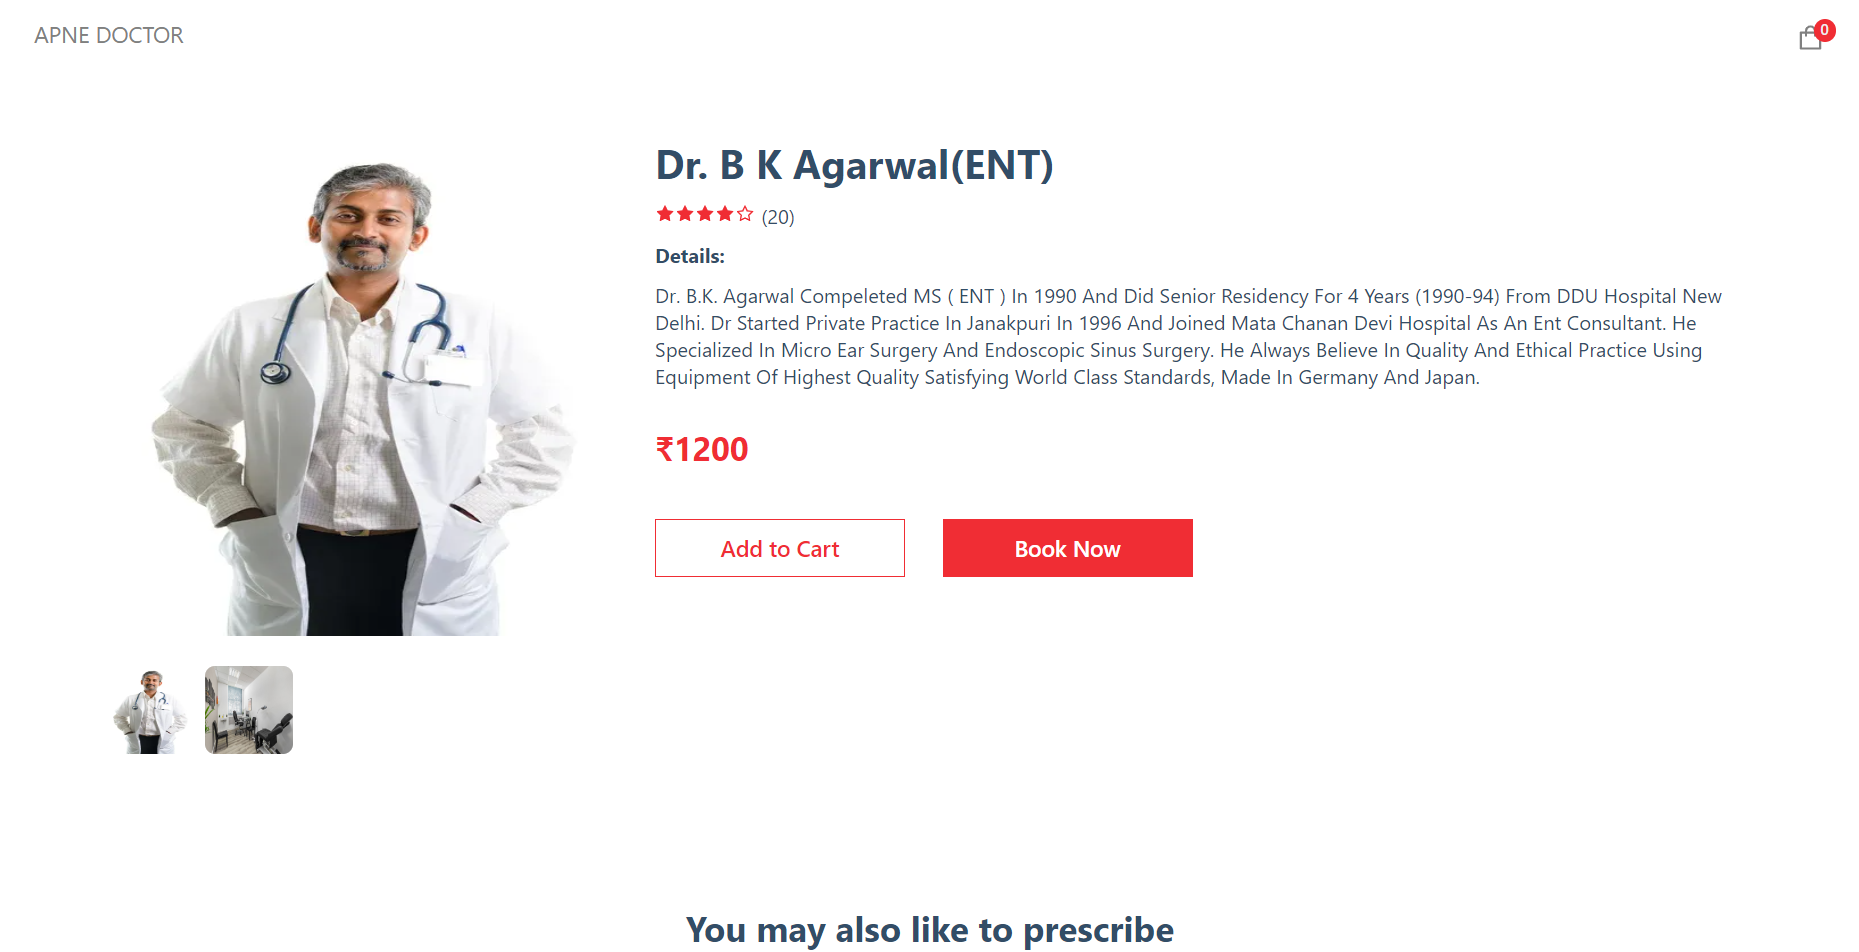 APNE DOCTOR
0
Dr. B K Agarwal(ENT)
(20)
Details:
Dr. B.K. Agarwal Compeleted MS ( ENT ) In 1990 And Did Senior Residency For 4 Years (1990-94) From DDU Hospital New
Delhi. Dr Started Private Practice In Janakpuri In 1996 And Joined Mata Chanan Devi Hospital As An Ent Consultant. He
Specialized In Micro Ear Surgery And Endoscopic Sinus Surgery. He Always Believe In Quality And Ethical Practice Using
Equipment Of Highest Quality Satisfying World Class Standards, Made In Germany And Japan.
₹1200
Add to Cart
Book Now
You may also like to prescribe